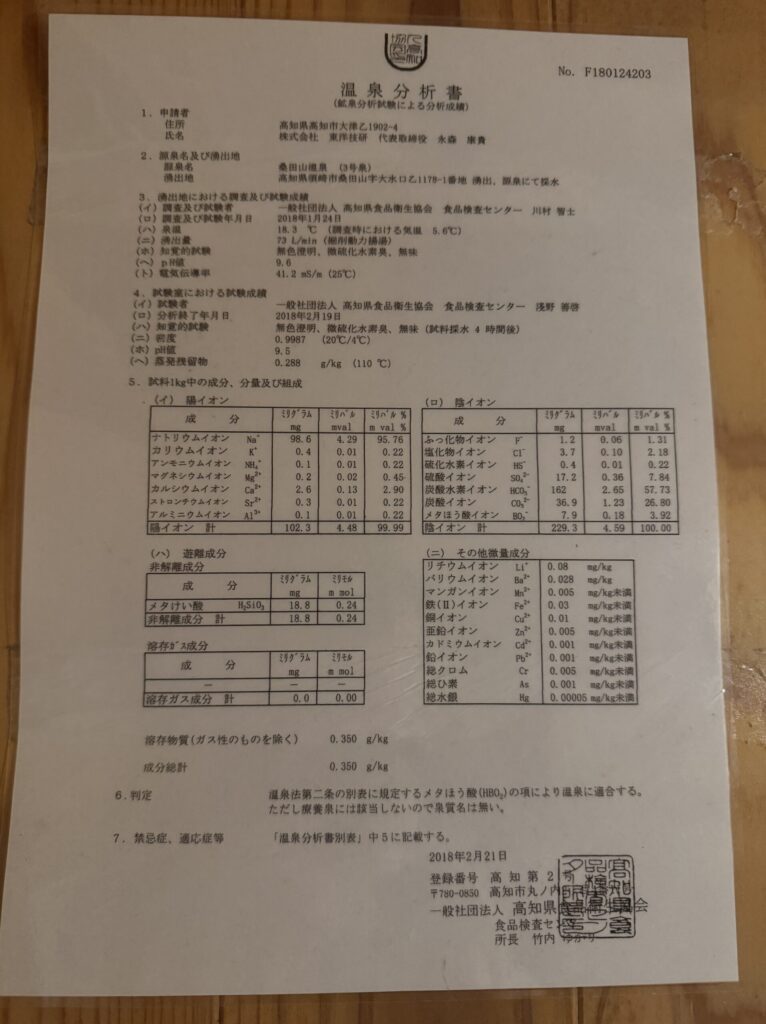 No. F180124203
温泉分析書
(鉱泉分析試験による分析成績)
1. 申請者
住所 高知県高知市大津乙1902-4
氏名 株式会社 東洋技研 代表取締役 永森 康貴
2. 源泉名及び湧出地
源泉名 桑田山温泉 (3号泉)
湧出地 高知県須崎市桑田山字大水口乙1178-1番地 湧出、源泉にて採水
3. 湧出地における調査及び試験成績
(イ) 調査及び試験者 一般社団法人 高知県食品衛生協会 食品検査センター 川村 智士
(ロ) 調査及び試験年月日 2018年1月24日
(ハ) 泉温 18.3 ℃ (調査時における気温 5.6℃)
(ニ) 湧出量 73 L/min (掘削動力揚湯)
(ホ) 知覚的試験 無色澄明、微硫化水素臭、無味
(ヘ) pH値 9.6
(ト) 電気伝導率 41.2 mS/m (25℃)
4. 試験室における試験成績
(イ) 試験者 一般社団法人 高知県食品衛生協会 食品検査センター 淺野 善啓
(ロ) 分析終了年月日 2018年2月19日
(ハ) 知覚的試験 無色澄明、微硫化水素臭、無味 (試料採水 4 時間後)
(ニ) 密度 0.9987 (20℃/4℃)
(ホ) pH値 9.5
(ヘ) 蒸発残留物 0.288 g/kg (110 ℃)
5. 試料1kg中の成分、分量及び組成
(イ) 陽イオン
成 分 ミリグラム mg ミリバル mval ミリバル % m val %
ナトリウムイオン Na⁺ 98.6 4.29 95.76
カリウムイオン K⁺ 0.4 0.01 0.22
アンモニウムイオン NH₄⁺ 0.1 0.01 0.22
マグネシウムイオン Mg²⁺ 0.2 0.02 0.45
カルシウムイオン Ca²⁺ 2.6 0.13 2.90
ストロンチウムイオン Sr²⁺ 0.3 0.01 0.22
アルミニウムイオン Al³⁺ 0.1 0.01 0.22
陽イオン 計 102.3 4.48 99.99
(ロ) 陰イオン
成 分 ミリグラム mg ミリバル mval ミリバル % m val %
ふっ化物イオン F⁻ 1.2 0.06 1.31
塩化物イオン Cl⁻ 3.7 0.10 2.18
硫化水素イオン HS⁻ 0.4 0.01 0.22
硫酸イオン SO₄²⁻ 17.2 0.36 7.84
炭酸水素イオン HCO₃⁻ 162 2.65 57.73
炭酸イオン CO₃²⁻ 36.9 1.23 26.80
メタほう酸イオン BO₂⁻ 7.9 0.18 3.92
陰イオン 計 229.3 4.59 100.00
(ハ) 遊離成分
非解離成分
成 分 ミリグラム mg ミリモル m mol
メタけい酸 H₂SiO₃ 18.8 0.24
非解離成分 計 18.8 0.24
溶存ガス成分
成 分 ミリグラム mg ミリモル m mol
— — —
溶存ガス成分 計 0.0 0.00
(ニ) その他微量成分
リチウムイオン Li⁺ 0.08 mg/kg
バリウムイオン Ba²⁺ 0.028 mg/kg
マンガンイオン Mn²⁺ 0.005 mg/kg未満
鉄(Ⅱ)イオン Fe²⁺ 0.03 mg/kg未満
銅イオン Cu²⁺ 0.01 mg/kg未満
亜鉛イオン Zn²⁺ 0.005 mg/kg未満
カドミウムイオン Cd²⁺ 0.001 mg/kg未満
鉛イオン Pb²⁺ 0.001 mg/kg未満
総クロム Cr 0.005 mg/kg未満
総ひ素 As 0.001 mg/kg未満
総水銀 Hg 0.00005 mg/kg未満
溶存物質(ガス性のものを除く) 0.350 g/kg
成分総計 0.350 g/kg
6. 判定 温泉法第二条の別表に規定するメタほう酸(HBO₂)の項により温泉に適合する。
ただし療養泉には該当しないので泉質名は無い。
7. 禁忌症、適応症等 「温泉分析書別表」中5に記載する。
2018年2月21日
登録番号 高知第2号
〒780-0850 高知市丸ノ内
一般社団法人 高知県食品衛生協会
食品検査セン
所長 竹内